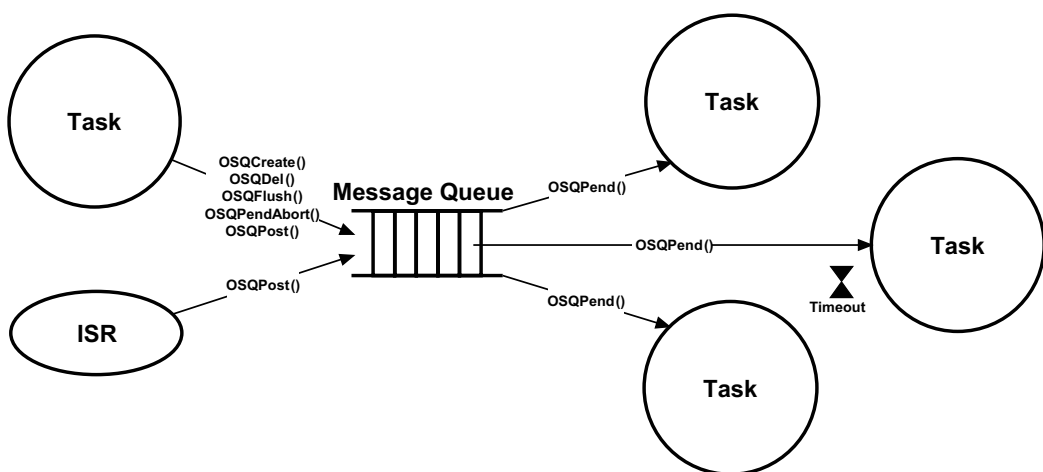 Task
OSQCreate()
OSQDel()
OSQFlush()
OSQPendAbort()
OSQPost()
OSQPost()
ISR
Message Queue
OSQPend()
Task
OSQPend()
Task
Timeout
OSQPend()
Task